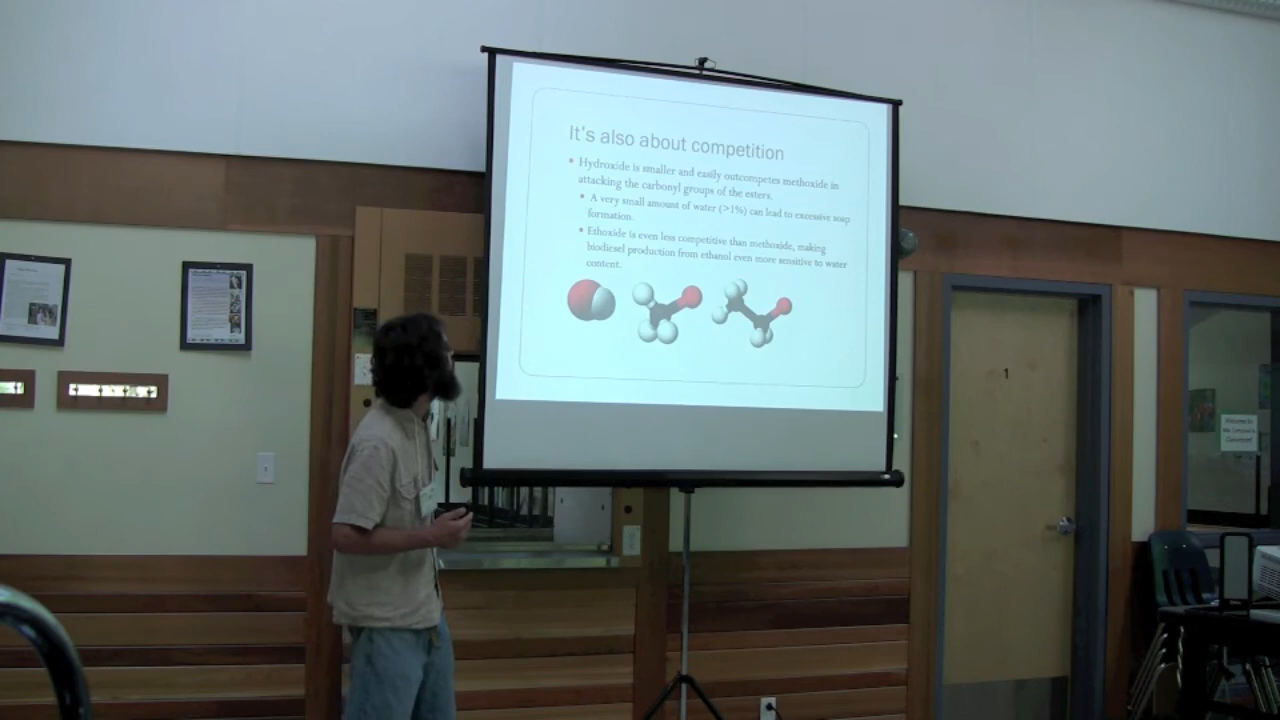 It's also about competition
Hydroxide is smaller and easily outcompetes methoxide in
attacking the carbonyl groups of the esters.
A very small amount of water (>1%) can lead to excessive soap
formation.
Ethoxide is even less competitive than methoxide, making
biodiesel production from ethanol even more sensitive to water
content.
1
Welcome to